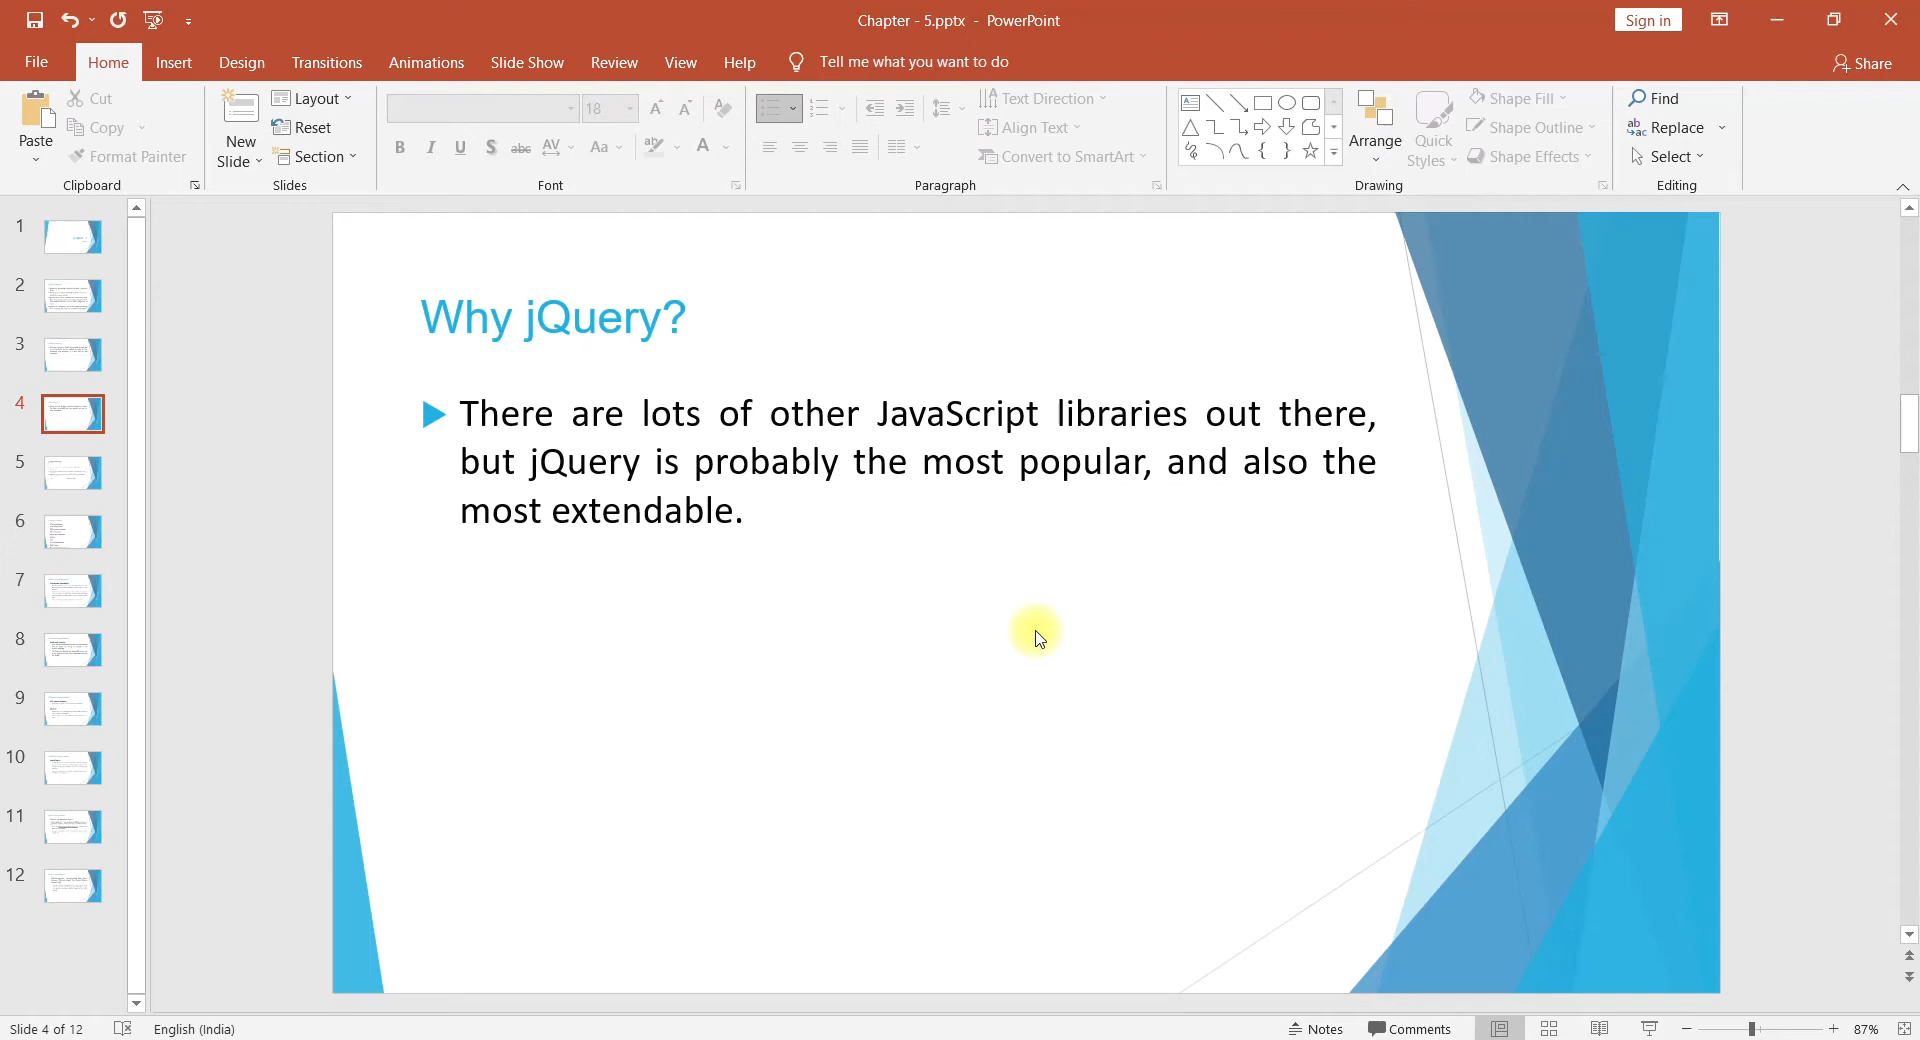 Chapter - 5.pptx - PowerPoint
Sign in
File Home Insert Design Transitions Animations Slide Show Review View Help Tell me what you want to do
Share
Paste
Cut
Copy
Format Painter
Clipboard
New
Slide
Layout
Reset
Section
Slides
18
B I U S abc AV Aa A
Font
Text Direction
Align Text
Convert to SmartArt
Paragraph
Arrange
Quick
Styles
Shape Fill
Shape Outline
Shape Effects
Drawing
Find
Replace
Select
Editing
1
2
3
4
5
6
7
8
9
10
11
12
Why jQuery?
There are lots of other JavaScript libraries out there,
but jQuery is probably the most popular, and also the
most extendable.
Slide 4 of 12 English (India) Notes Comments 87%